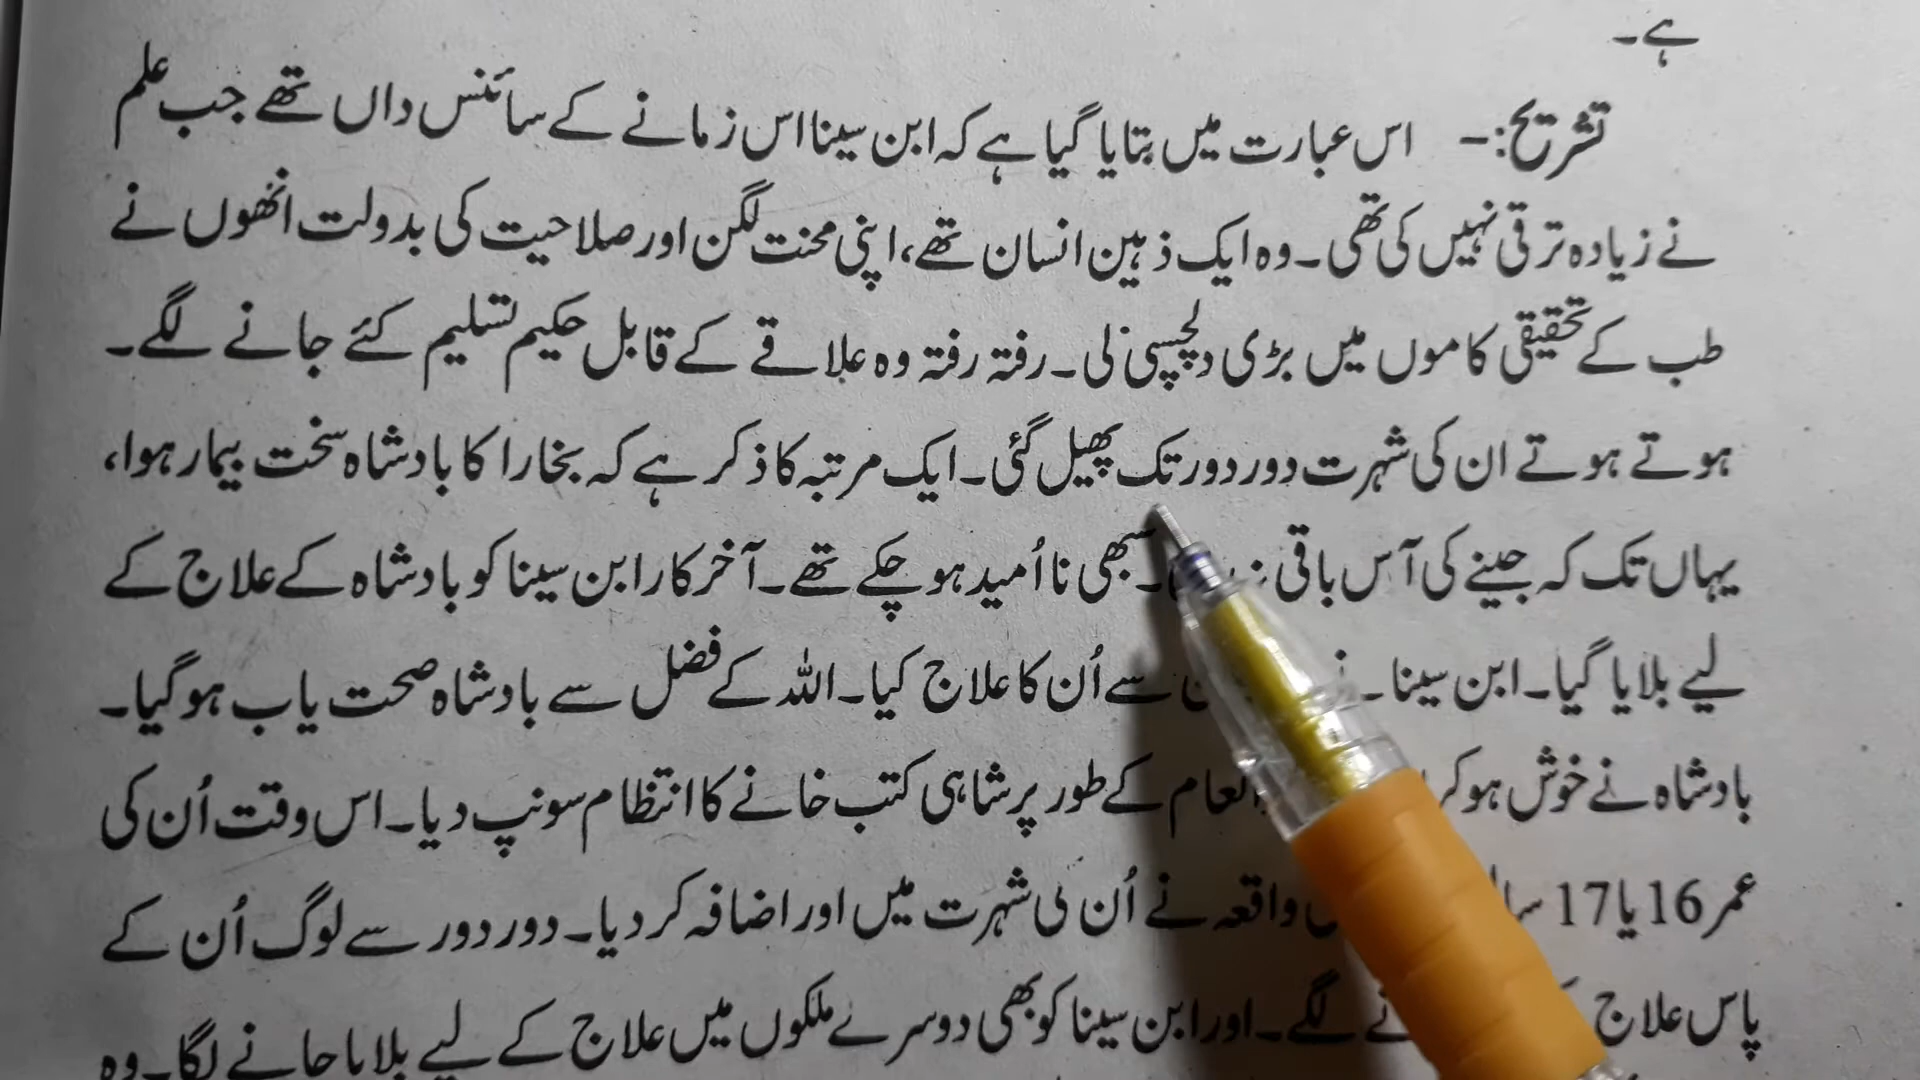 ہے۔
تشریح:- اس عبارت میں بتایا گیا ہے کہ ابن سینا اس زمانے کے سائنس داں تھے جب علم
نے زیادہ ترقی نہیں کی تھی۔ وہ ایک ذہین انسان تھے، اپنی محنت لگن اور صلاحیت کی بدولت انھوں نے
طب کے تحقیقی کاموں میں بڑی دلچسپی لی۔ رفتہ رفتہ وہ علاقے کے قابل حکیم تسلیم کئے جانے لگے۔
ہوتے ہوتے ان کی شہرت دور دور تک پھیل گئی۔ ایک مرتبہ کا ذکر ہے کہ بخارا کا بادشاہ سخت بیمار ہوا،
یہاں تک کہ جینے کی آس باقی سبھی نا اُمید ہو چکے تھے۔ آخر کار ابن سینا کو بادشاہ کے علاج کے
لیے بلایا گیا۔ ابن سینا سے اُن کا علاج کیا۔ اللہ کے فضل سے بادشاہ صحت یاب ہو گیا۔
بادشاہ نے خوش ہو کر انعام کے طور پر شاہی کتب خانے کا انتظام سونپ دیا۔ اس وقت اُن کی
عمر 16 یا 17 واقعہ نے اُن کی شہرت میں اور اضافہ کر دیا۔ دور دور سے لوگ اُن کے
پاس علاج لگے۔ اور ابن سینا کو بھی دوسرے ملکوں میں علاج کے لیے بلایا جانے لگا۔ وہ